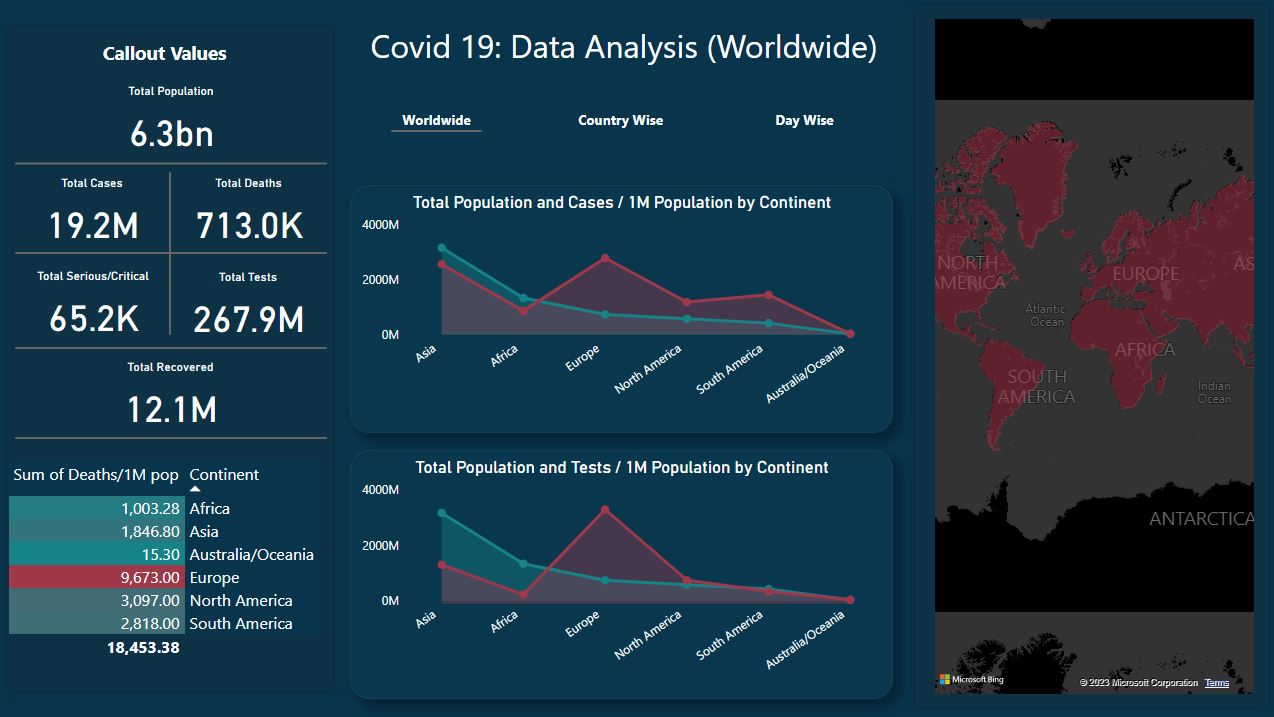 Callout Values
Total Population
6.3bn
Total Cases
19.2M
Total Deaths
713.0K
Total Serious/Critical
65.2K
Total Tests
267.9M
Total Recovered
12.1M
Sum of Deaths/1M pop Continent
1,003.28 Africa
1,846.80 Asia
15.30 Australia/Oceania
9,673.00 Europe
3,097.00 North America
2,818.00 South America
18,453.38
Covid 19: Data Analysis (Worldwide)
Worldwide Country Wise Day Wise
Total Population and Cases / 1M Population by Continent
4000M
2000M
0M
Asia
Africa
Europe
North America
South America
Australia/Oceania
Total Population and Tests / 1M Population by Continent
4000M
2000M
0M
Asia
Africa
Europe
North America
South America
Australia/Oceania
NORTH
AMERICA
EUROPE
AS
Atlantic
Ocean
AFRICA
SOUTH
AMERICA
Indian
Ocean
ANTARCTICA
Microsoft Bing
© 2023 Microsoft Corporation Terms